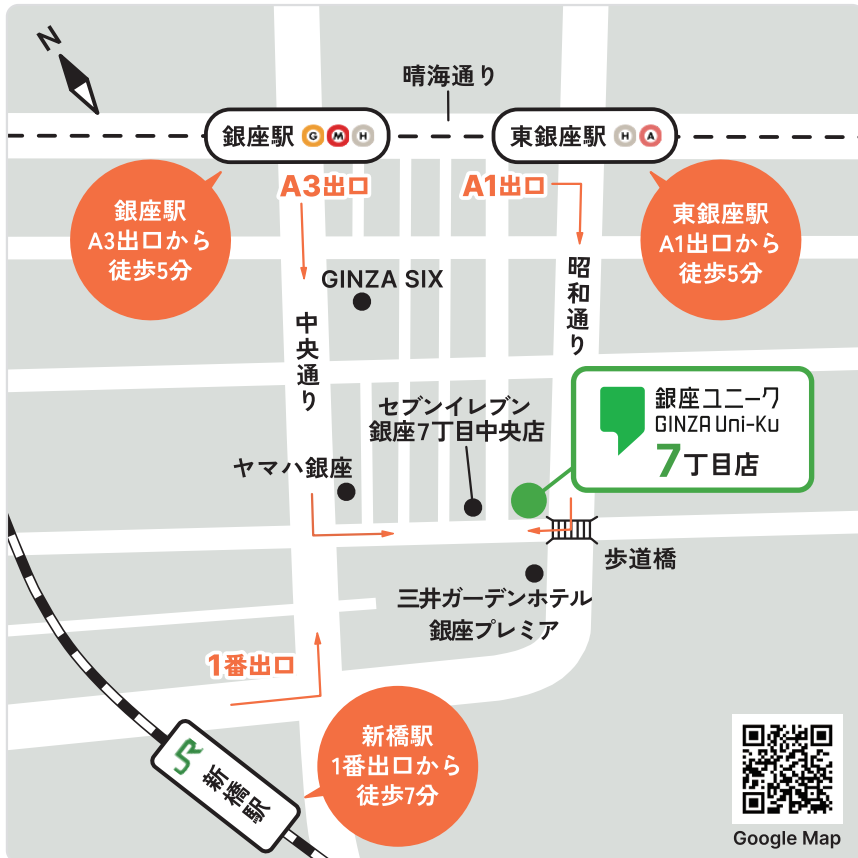 N
晴海通り
銀座駅 G M H
東銀座駅 H A
A3出口
A1出口
銀座駅
A3出口から
徒歩5分
東銀座駅
A1出口から
徒歩5分
GINZA SIX
昭和通り
中央通り
銀座ユニーク
GINZA Uni-Ku
7丁目店
セブンイレブン
銀座7丁目中央店
ヤマハ銀座
歩道橋
三井ガーデンホテル
銀座プレミア
1番出口
新橋駅
1番出口から
徒歩7分
JR
新橋駅
Google Map